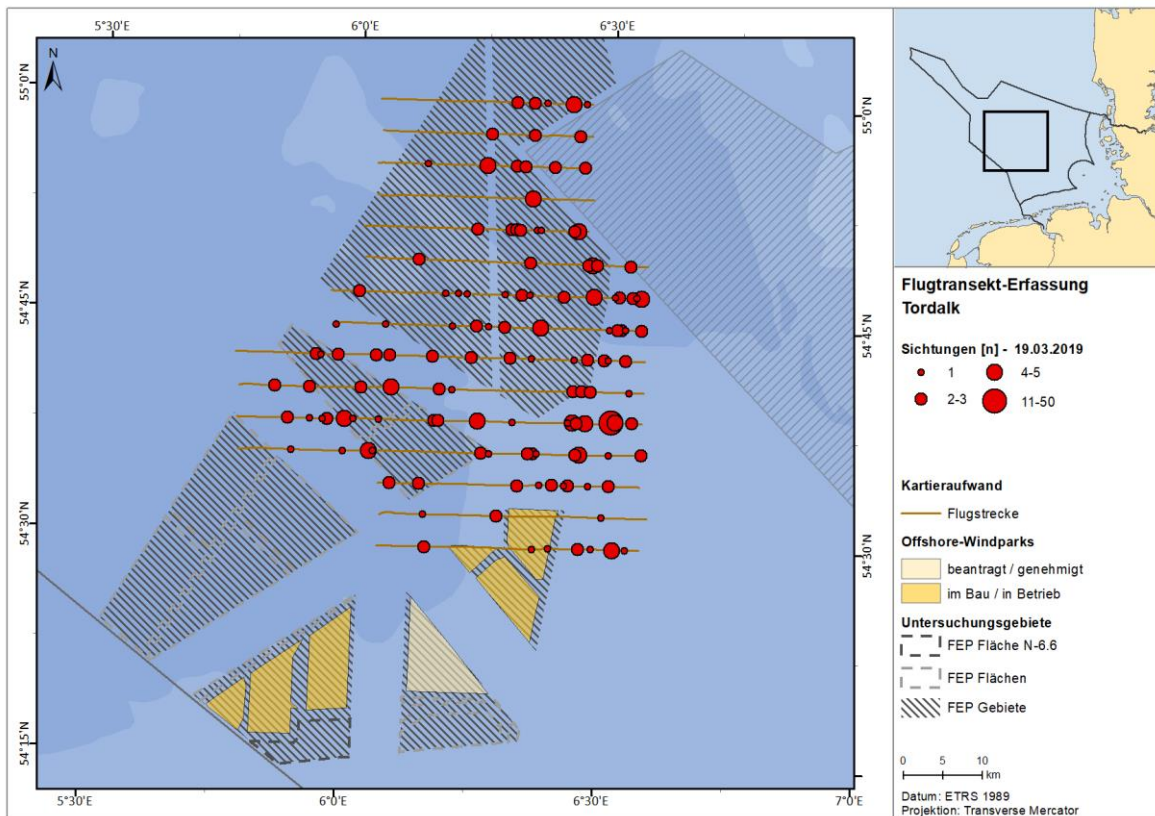 5°30'E 6°0'E 6°30'E
N
55°0'N
55°0'N
54°45'N
54°45'N
54°30'N
54°30'N
54°15'N
5°30'E 6°0'E 6°30'E 7°0'E
Flugtransekt-Erfassung
Tordalk
Sichtungen [n] - 19.03.2019
1 4-5
2-3 11-50
Kartieraufwand
Flugstrecke
Offshore-Windparks
beantragt / genehmigt
im Bau / in Betrieb
Untersuchungsgebiete
FEP Fläche N-6.6
FEP Flächen
FEP Gebiete
0 5 10
km
Datum: ETRS 1989
Projektion: Transverse Mercator